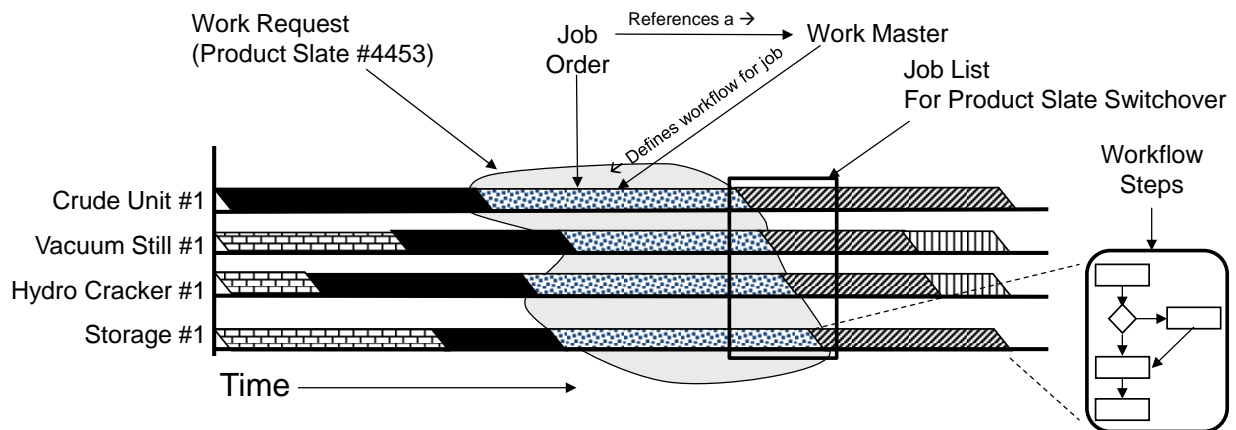 Work Request
(Product Slate #4453)
Job
Order
References a →
Work Master
← Defines workflow for job
Job List
For Product Slate Switchover
Workflow
Steps
Crude Unit #1
Vacuum Still #1
Hydro Cracker #1
Storage #1
Time